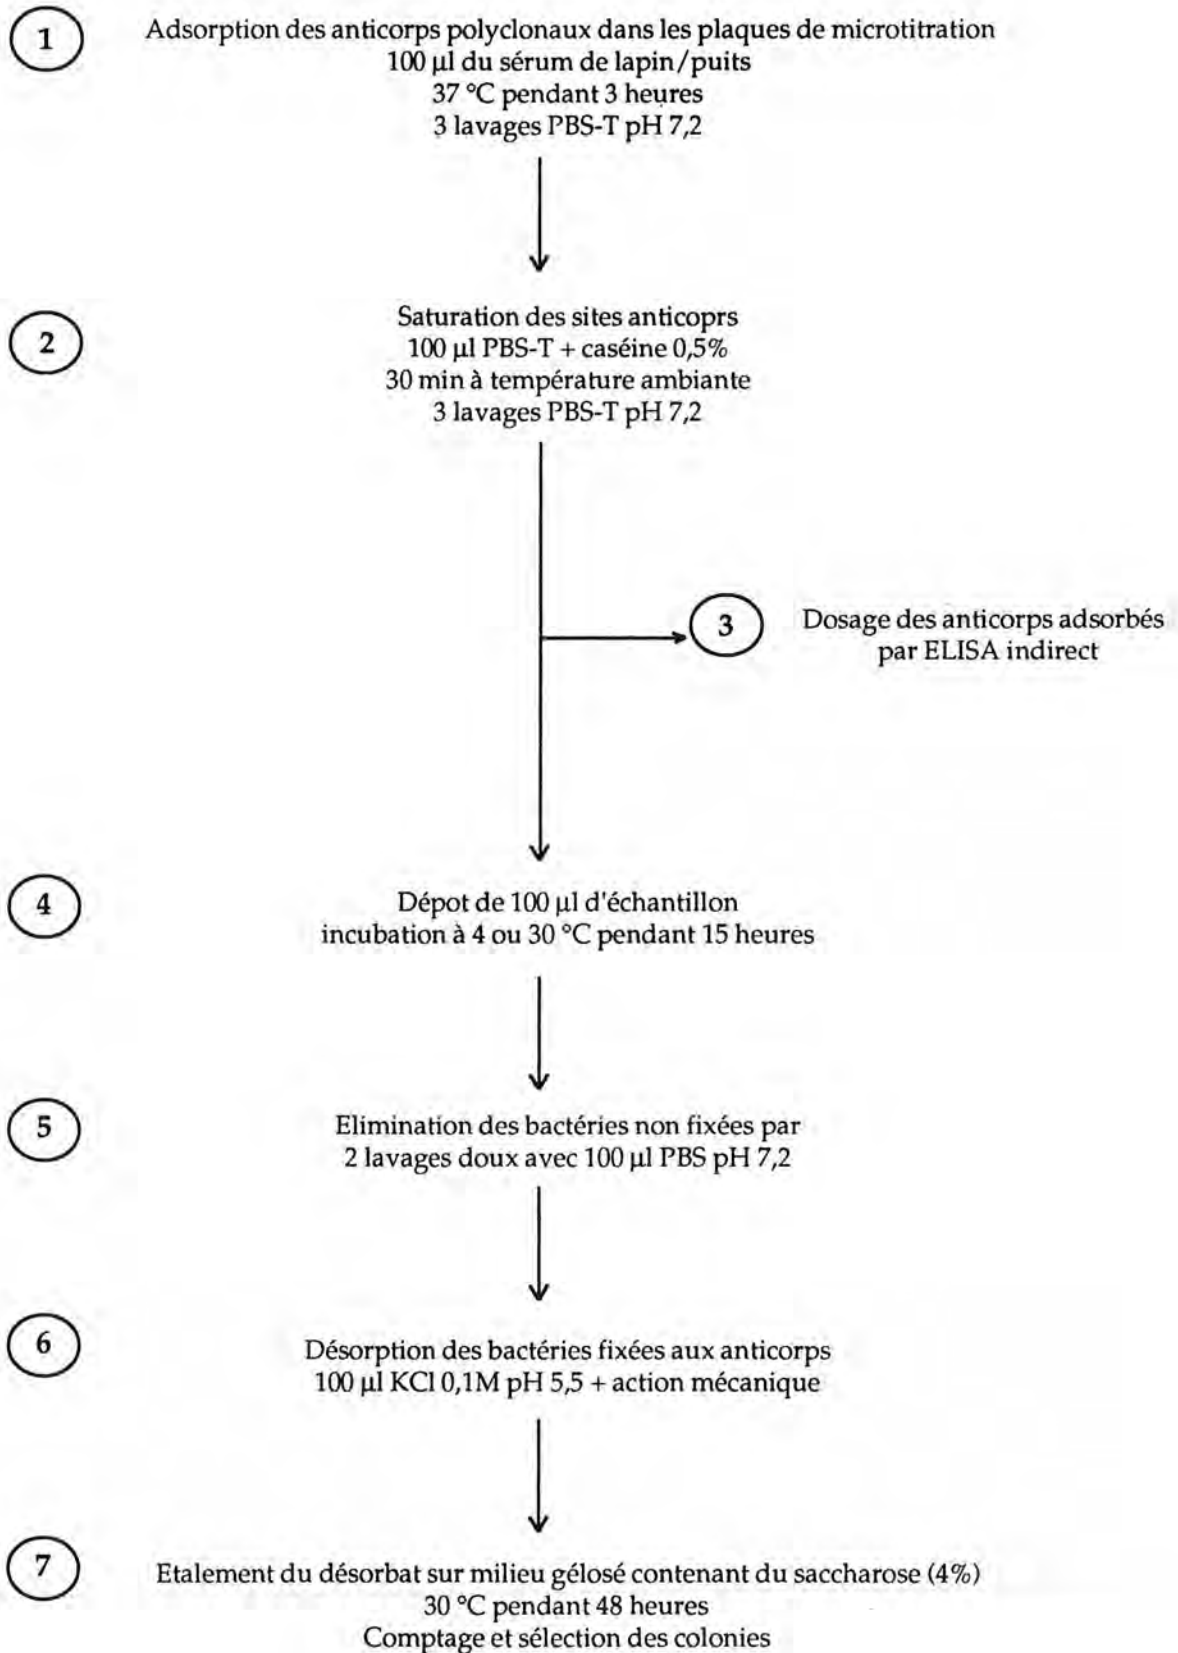 1
Adsorption des anticorps polyclonaux dans les plaques de microtitration
100 µl du sérum de lapin/puits
37 °C pendant 3 heures
3 lavages PBS-T pH 7,2
2
Saturation des sites anticoprs
100 µl PBS-T + caséine 0,5%
30 min à température ambiante
3 lavages PBS-T pH 7,2
3
Dosage des anticorps adsorbés
par ELISA indirect
4
Dépot de 100 µl d'échantillon
incubation à 4 ou 30 °C pendant 15 heures
5
Elimination des bactéries non fixées par
2 lavages doux avec 100 µl PBS pH 7,2
6
Désorption des bactéries fixées aux anticorps
100 µl KCl 0,1M pH 5,5 + action mécanique
7
Etalement du désorbat sur milieu gélosé contenant du saccharose (4%)
30 °C pendant 48 heures
Comptage et sélection des colonies